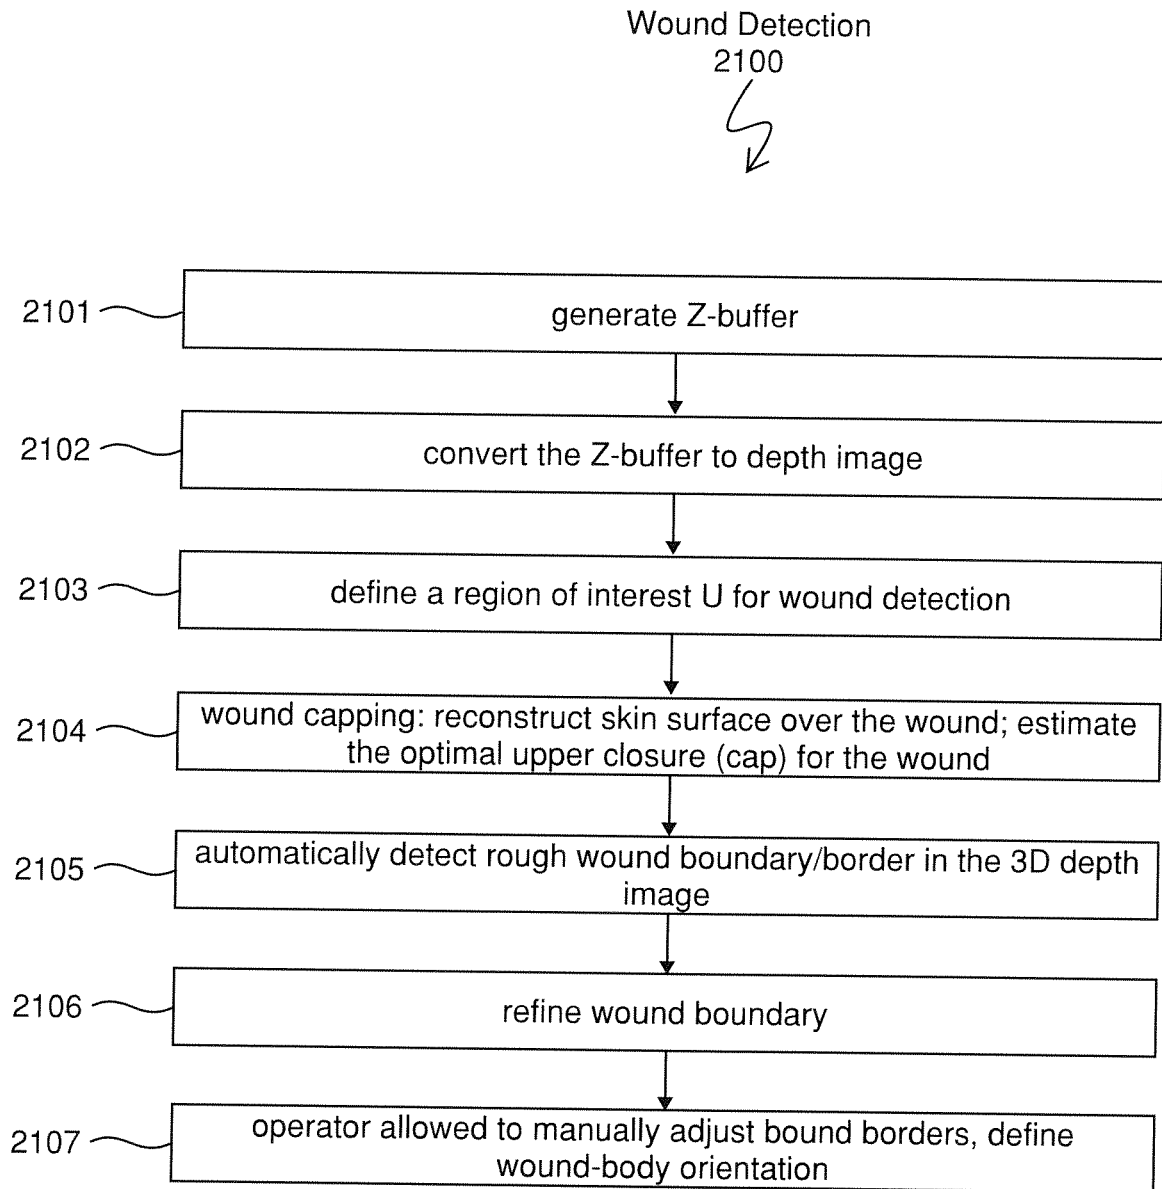 Wound Detection
2100
2101
generate Z-buffer
2102
convert the Z-buffer to depth image
2103
define a region of interest U for wound detection
2104
wound capping: reconstruct skin surface over the wound; estimate
the optimal upper closure (cap) for the wound
2105
automatically detect rough wound boundary/border in the 3D depth
image
2106
refine wound boundary
2107
operator allowed to manually adjust bound borders, define
wound-body orientation